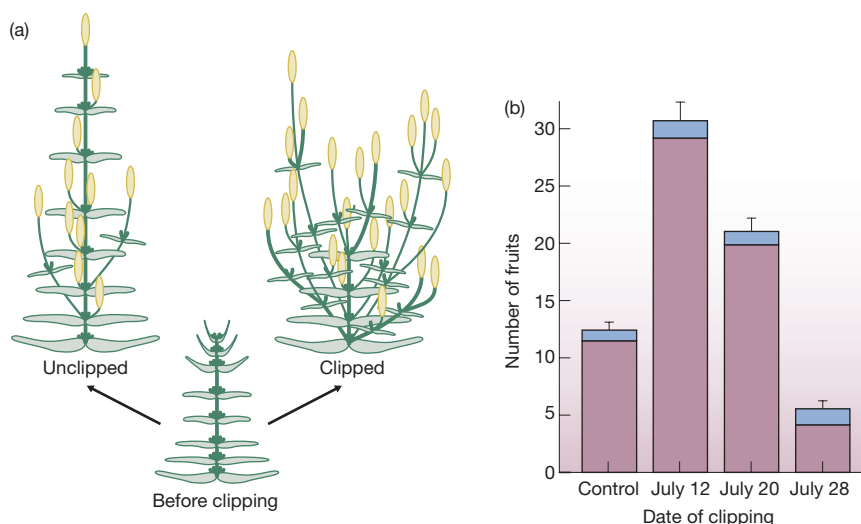 (a)
Unclipped
Clipped
Before clipping
(b)
Number of fruits
30
25
20
15
10
5
0
Control July 12 July 20 July 28
Date of clipping